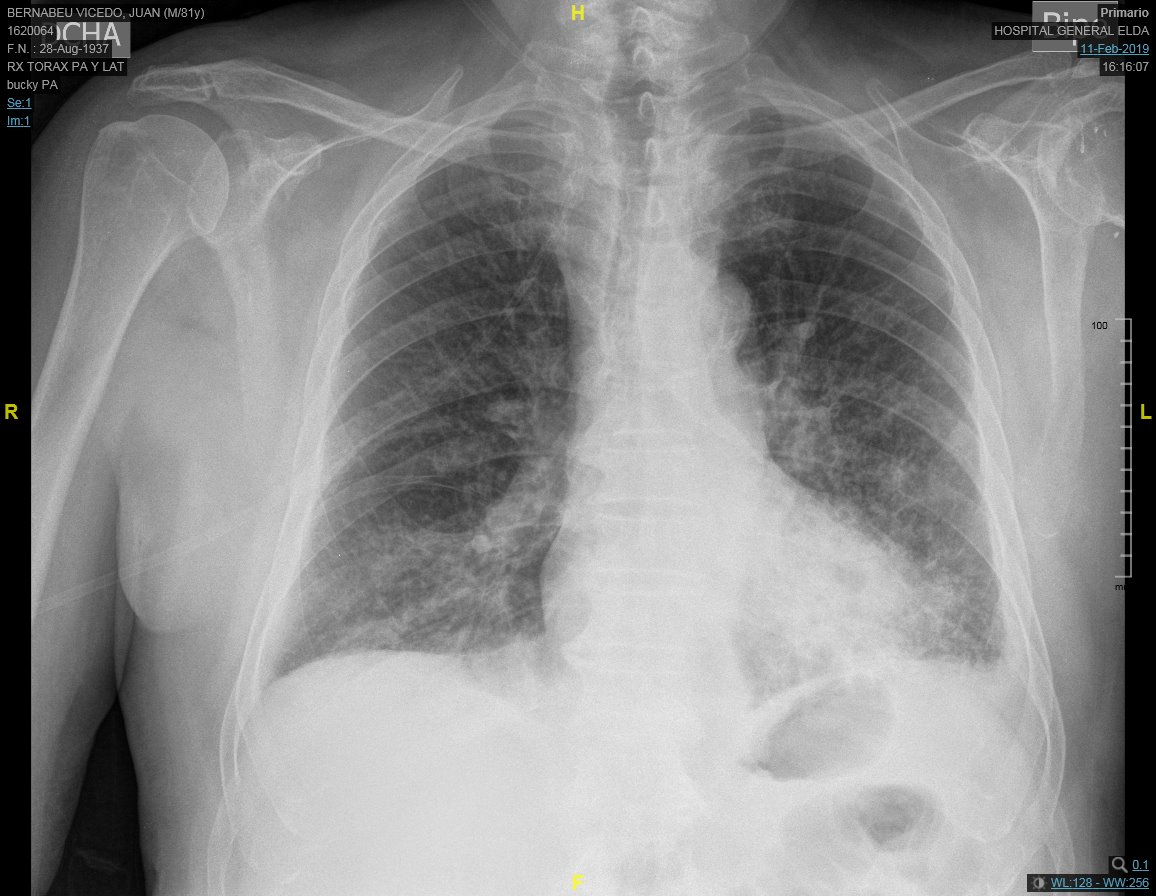 H
BERNABEU VICEDO, JUAN (M/81y)
1620064
F.N. : 28-Aug-1937
RX TORAX PA Y LAT
bucky PA
Se:1
Im:1
Primario
HOSPITAL GENERAL ELDA
11-Feb-2019
16:16:07
100
R
L
F
0.1
WL:128 - WW:256